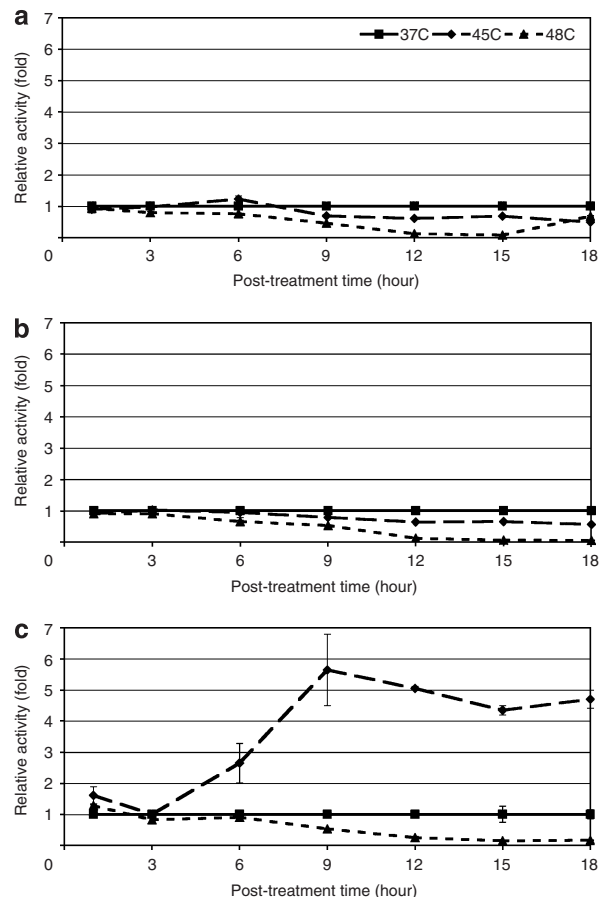 a
7
6
5
4
3
2
1
0
Relative activity (fold)
37C 45C 48C
3 6 9 12 15 18
Post-treatment time (hour)
b
7
6
5
4
3
2
1
0
Relative activity (fold)
3 6 9 12 15 18
Post-treatment time (hour)
c
7
6
5
4
3
2
1
0
Relative activity (fold)
3 6 9 12 15 18
Post-treatment time (hour)